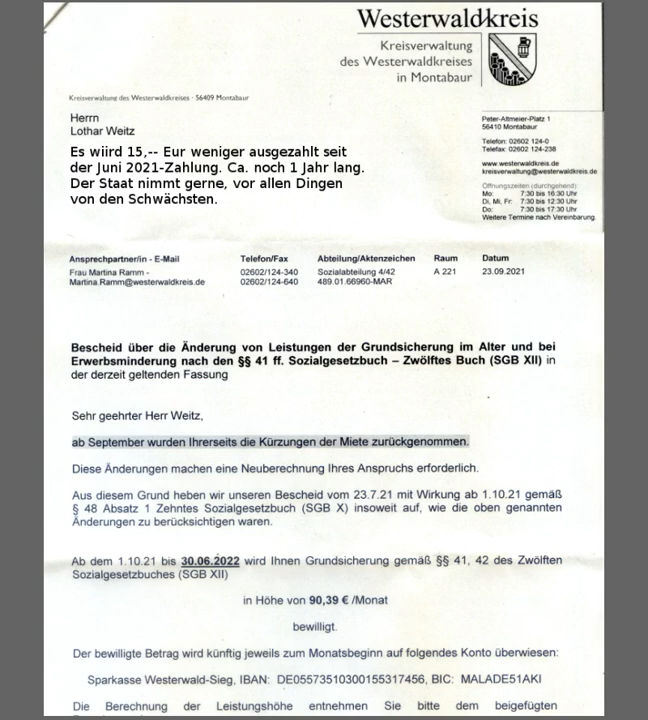 Westerwaldkreis
Kreisverwaltung
des Westerwaldkreises
in Montabaur
Kreisverwaltung des Westerwaldkreises · 56409 Montabaur
Herrn
Lothar Weitz
Es wiird 15,-- Eur weniger ausgezahlt seit
der Juni 2021-Zahlung. Ca. noch 1 Jahr lang.
Der Staat nimmt gerne, vor allen Dingen
von den Schwächsten.
Peter-Altmeier-Platz 1
56410 Montabaur
Telefon: 02602 124-0
Telefax: 02602 124-238
www.westerwaldkreis.de
kreisverwaltung@westerwaldkreis.de
Öffnungszeiten (durchgehend)
Mo: 7:30 bis 16:30 Uhr
Di, Mi, Fr: 7:30 bis 12:30 Uhr
Do: 7:30 bis 17:30 Uhr
Weitere Termine nach Vereinbarung.
Ansprechpartner/in - E-Mail Telefon/Fax Abteilung/Aktenzeichen Raum Datum
Frau Martina Ramm - 02602/124-340 Sozialabteilung 4/42 A 221 23.09.2021
Martina.Ramm@westerwaldkreis.de 02602/124-640 489.01.66960-MAR
Bescheid über die Änderung von Leistungen der Grundsicherung im Alter und bei
Erwerbsminderung nach den §§ 41 ff. Sozialgesetzbuch – Zwölftes Buch (SGB XII) in
der derzeit geltenden Fassung
Sehr geehrter Herr Weitz,
ab September wurden Ihrerseits die Kürzungen der Miete zurückgenommen.
Diese Änderungen machen eine Neuberechnung Ihres Anspruchs erforderlich.
Aus diesem Grund heben wir unseren Bescheid vom 23.7.21 mit Wirkung ab 1.10.21 gemäß
§ 48 Absatz 1 Zehntes Sozialgesetzbuch (SGB X) insoweit auf, wie die oben genannten
Änderungen zu berücksichtigen waren.
Ab dem 1.10.21 bis 30.06.2022 wird Ihnen Grundsicherung gemäß §§ 41, 42 des Zwölften
Sozialgesetzbuches (SGB XII)
in Höhe von 90,39 € /Monat
bewilligt.
Der bewilligte Betrag wird künftig jeweils zum Monatsbeginn auf folgendes Konto überwiesen:
Sparkasse Westerwald-Sieg, IBAN: DE05573510300155317456, BIC: MALADE51AKI
Die Berechnung der Leistungshöhe entnehmen Sie bitte dem beigefügten